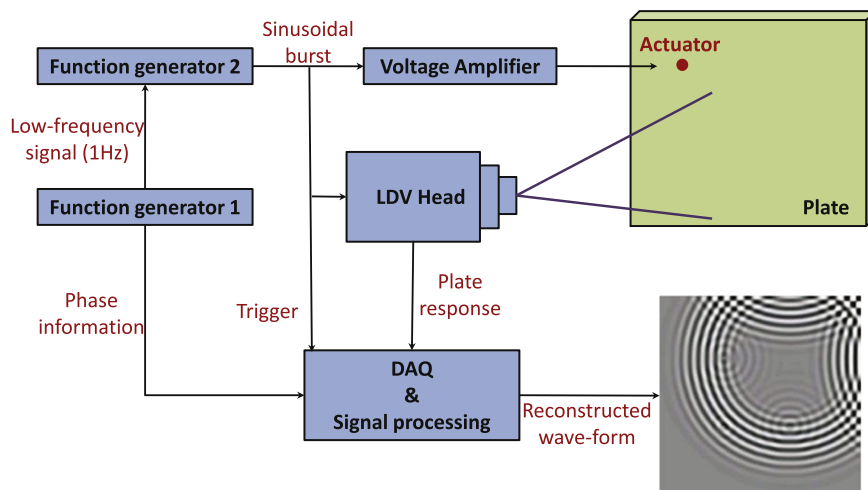 Sinusoidal
burst
Function generator 2
Voltage Amplifier
Actuator
Low-frequency
signal (1Hz)
Function generator 1
LDV Head
Plate
Phase
information
Trigger
Plate
response
DAQ
&
Signal processing
Reconstructed
wave-form